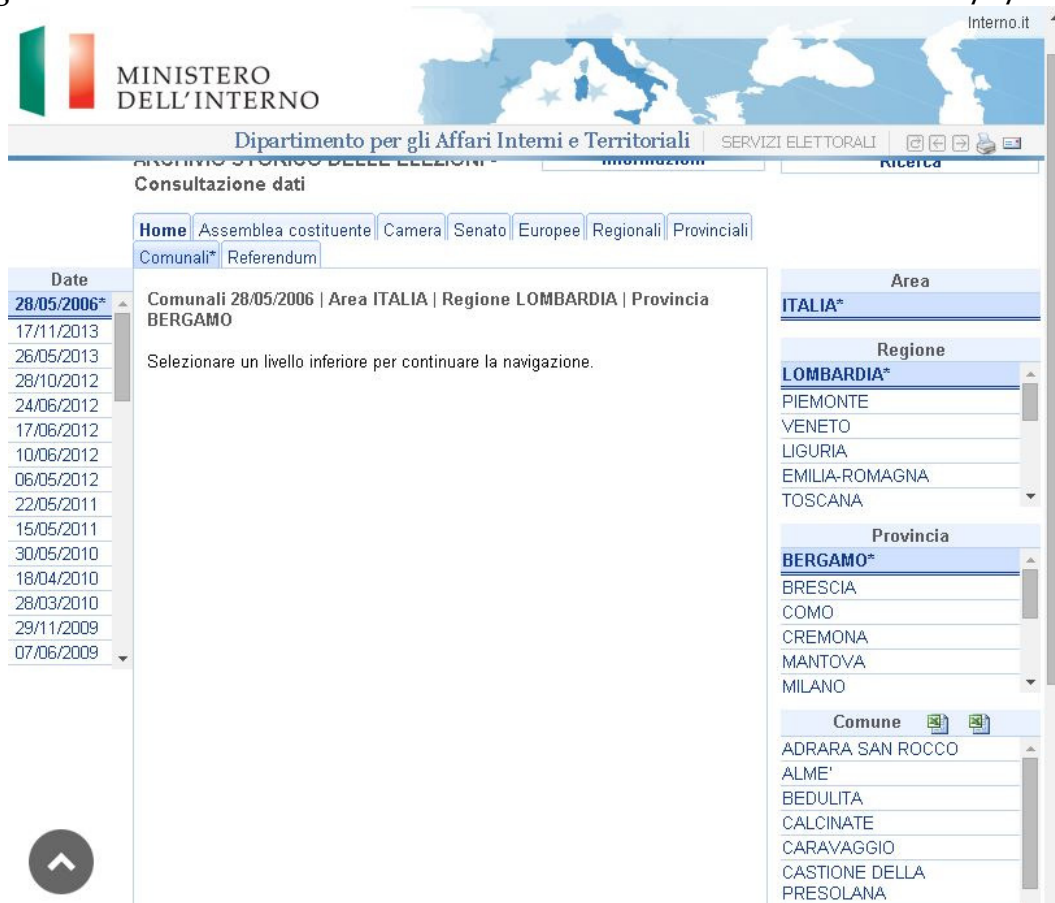 Interno.it
MINISTERO
DELL'INTERNO
Dipartimento per gli Affari Interni e Territoriali
SERVIZI ELETTORALI
ARCHIVIO STORICO DELLE ELEZIONI -
Consultazione dati
Informazioni
Ricerca
Home Assemblea costituente Camera Senato Europee Regionali Provinciali
Comunali* Referendum
Date
28/05/2006*
17/11/2013
26/05/2013
28/10/2012
24/06/2012
17/06/2012
10/06/2012
06/05/2012
22/05/2011
15/05/2011
30/05/2010
18/04/2010
28/03/2010
29/11/2009
07/06/2009
Comunali 28/05/2006 | Area ITALIA | Regione LOMBARDIA | Provincia
BERGAMO
Selezionare un livello inferiore per continuare la navigazione.
Area
ITALIA*
Regione
LOMBARDIA*
PIEMONTE
VENETO
LIGURIA
EMILIA-ROMAGNA
TOSCANA
Provincia
BERGAMO*
BRESCIA
COMO
CREMONA
MANTOVA
MILANO
Comune
ADRARA SAN ROCCO
ALME'
BEDULITA
CALCINATE
CARAVAGGIO
CASTIONE DELLA
PRESOLANA